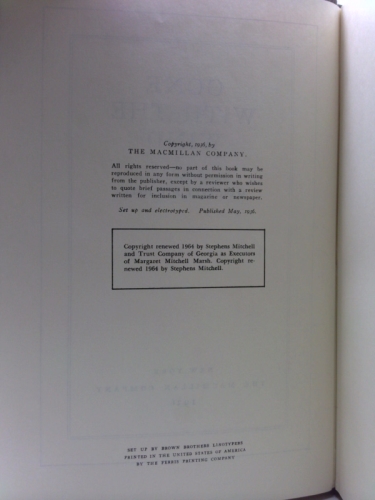 Copyright, 1936, by
THE MACMILLAN COMPANY.
All rights reserved—no part of this book may be
reproduced in any form without permission in writing
from the publisher, except by a reviewer who wishes
to quote brief passages in connection with a review
written for inclusion in magazine or newspaper.
Set up and electrotyped. Published May, 1936.
Copyright renewed 1964 by Stephens Mitchell
and Trust Company of Georgia as Executors
of Margaret Mitchell Marsh. Copyright re-
newed 1964 by Stephens Mitchell.
SET UP BY BROWN BROTHERS LINOTYPERS
PRINTED IN THE UNITED STATES OF AMERICA
BY THE FERRIS PRINTING COMPANY